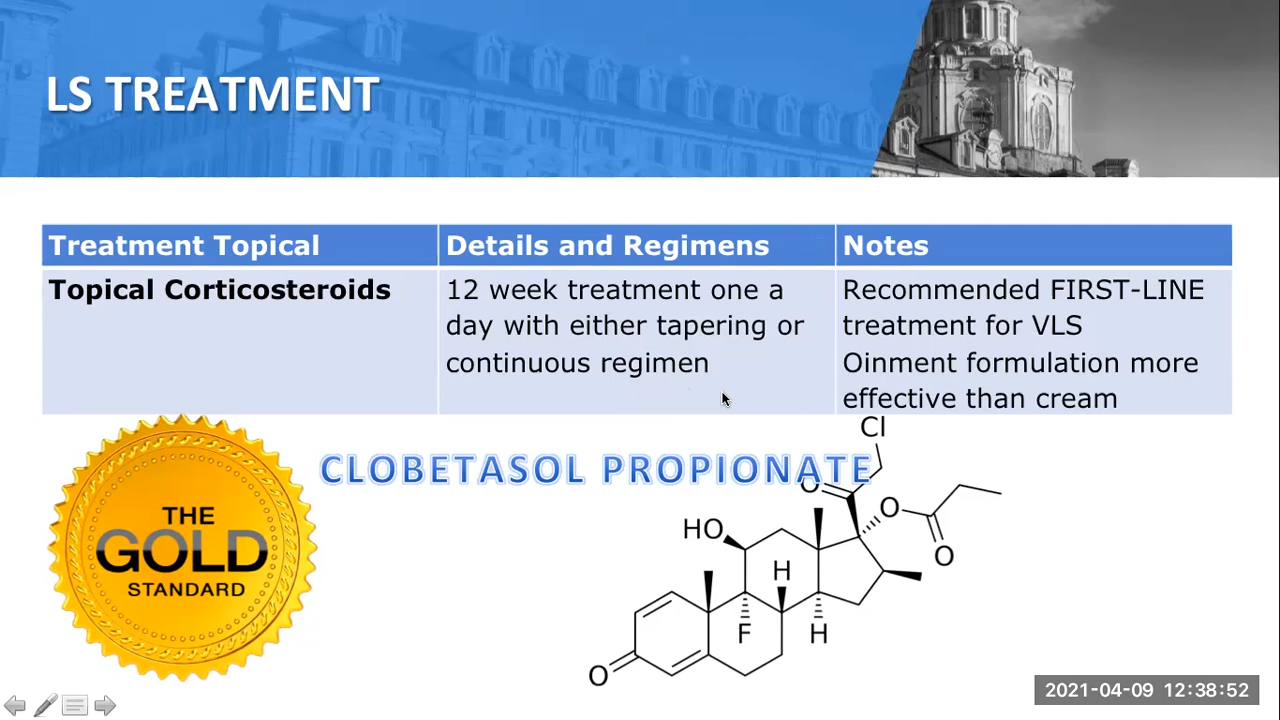 LS TREATMENT
Treatment Topical
Details and Regimens
Notes
Topical Corticosteroids
12 week treatment one a
day with either tapering or
continuous regimen
Recommended FIRST-LINE
treatment for VLS
Oinment formulation more
effective than cream
CLOBETASOL PROPIONATE
THE
GOLD
STANDARD
Cl
O
O
HO
O
H
F
H
O
2021-04-09 12:38:52